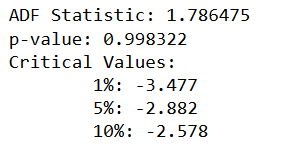 ADF Statistic: 1.786475
p-value: 0.998322
Critical Values:
1%: -3.477
5%: -2.882
10%: -2.578